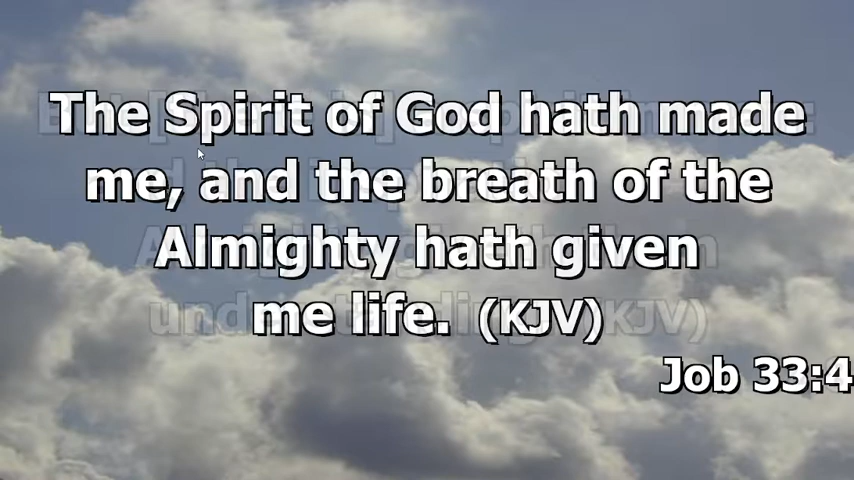 The Spirit of God hath made
me, and the breath of the
Almighty hath given
me life. (KJV)
Job 33:4